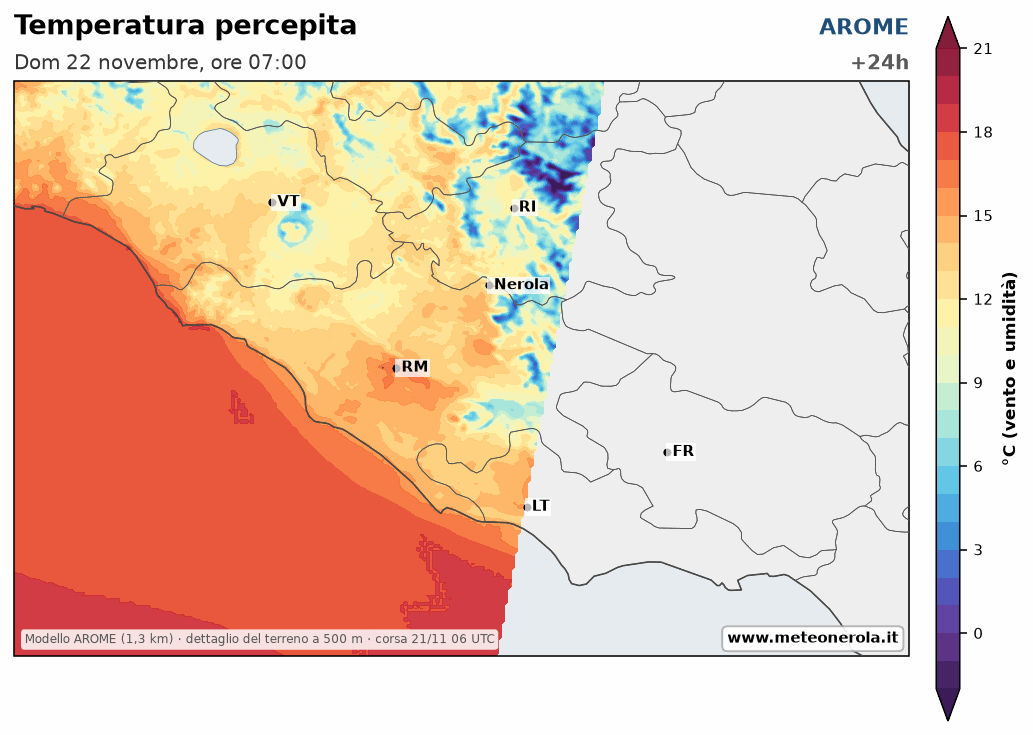 Temperatura percepita
AROME
Dom 22 novembre, ore 07:00
+24h
VT
RI
Nerola
RM
FR
LT
Modello AROME (1,3 km) · dettaglio del terreno a 500 m · corsa 21/11 06 UTC
www.meteonerola.it
21
18
15
12
9
6
3
0
°C (vento e umidità)